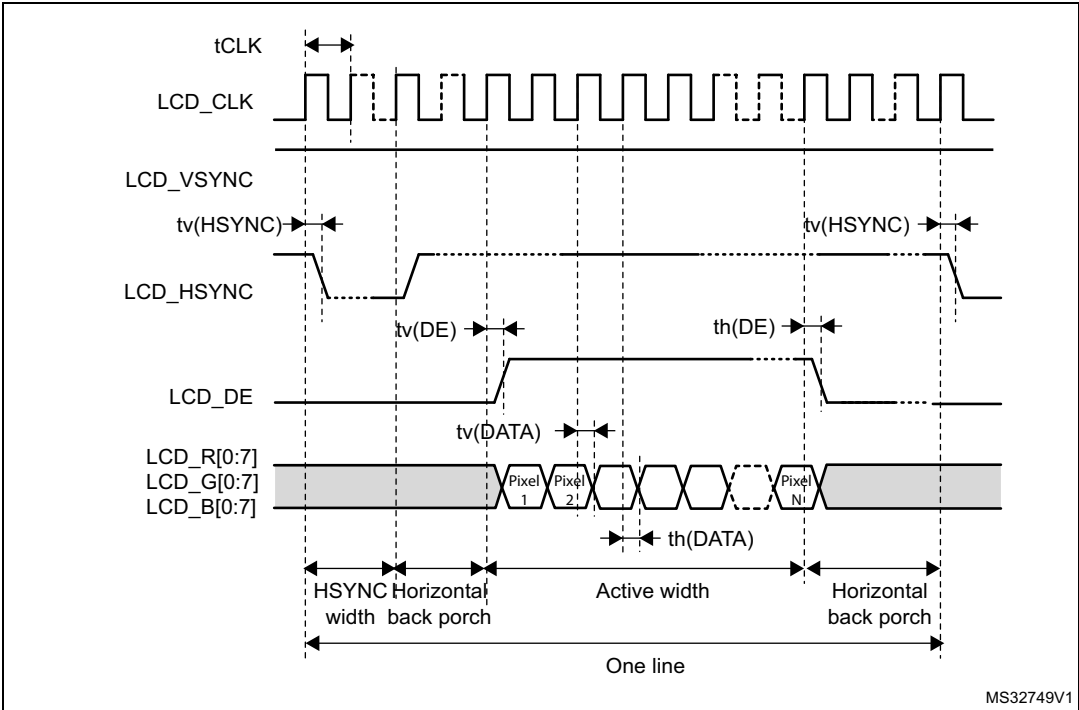 tCLK
LCD_CLK
LCD_VSYNC
tv(HSYNC)
tv(HSYNC)
LCD_HSYNC
tv(DE)
th(DE)
LCD_DE
tv(DATA)
LCD_R[0:7]
LCD_G[0:7]
LCD_B[0:7]
Pixel
1
Pixel
2
Pixel
N
th(DATA)
HSYNC
width
Horizontal
back porch
Active width
Horizontal
back porch
One line
MS32749V1